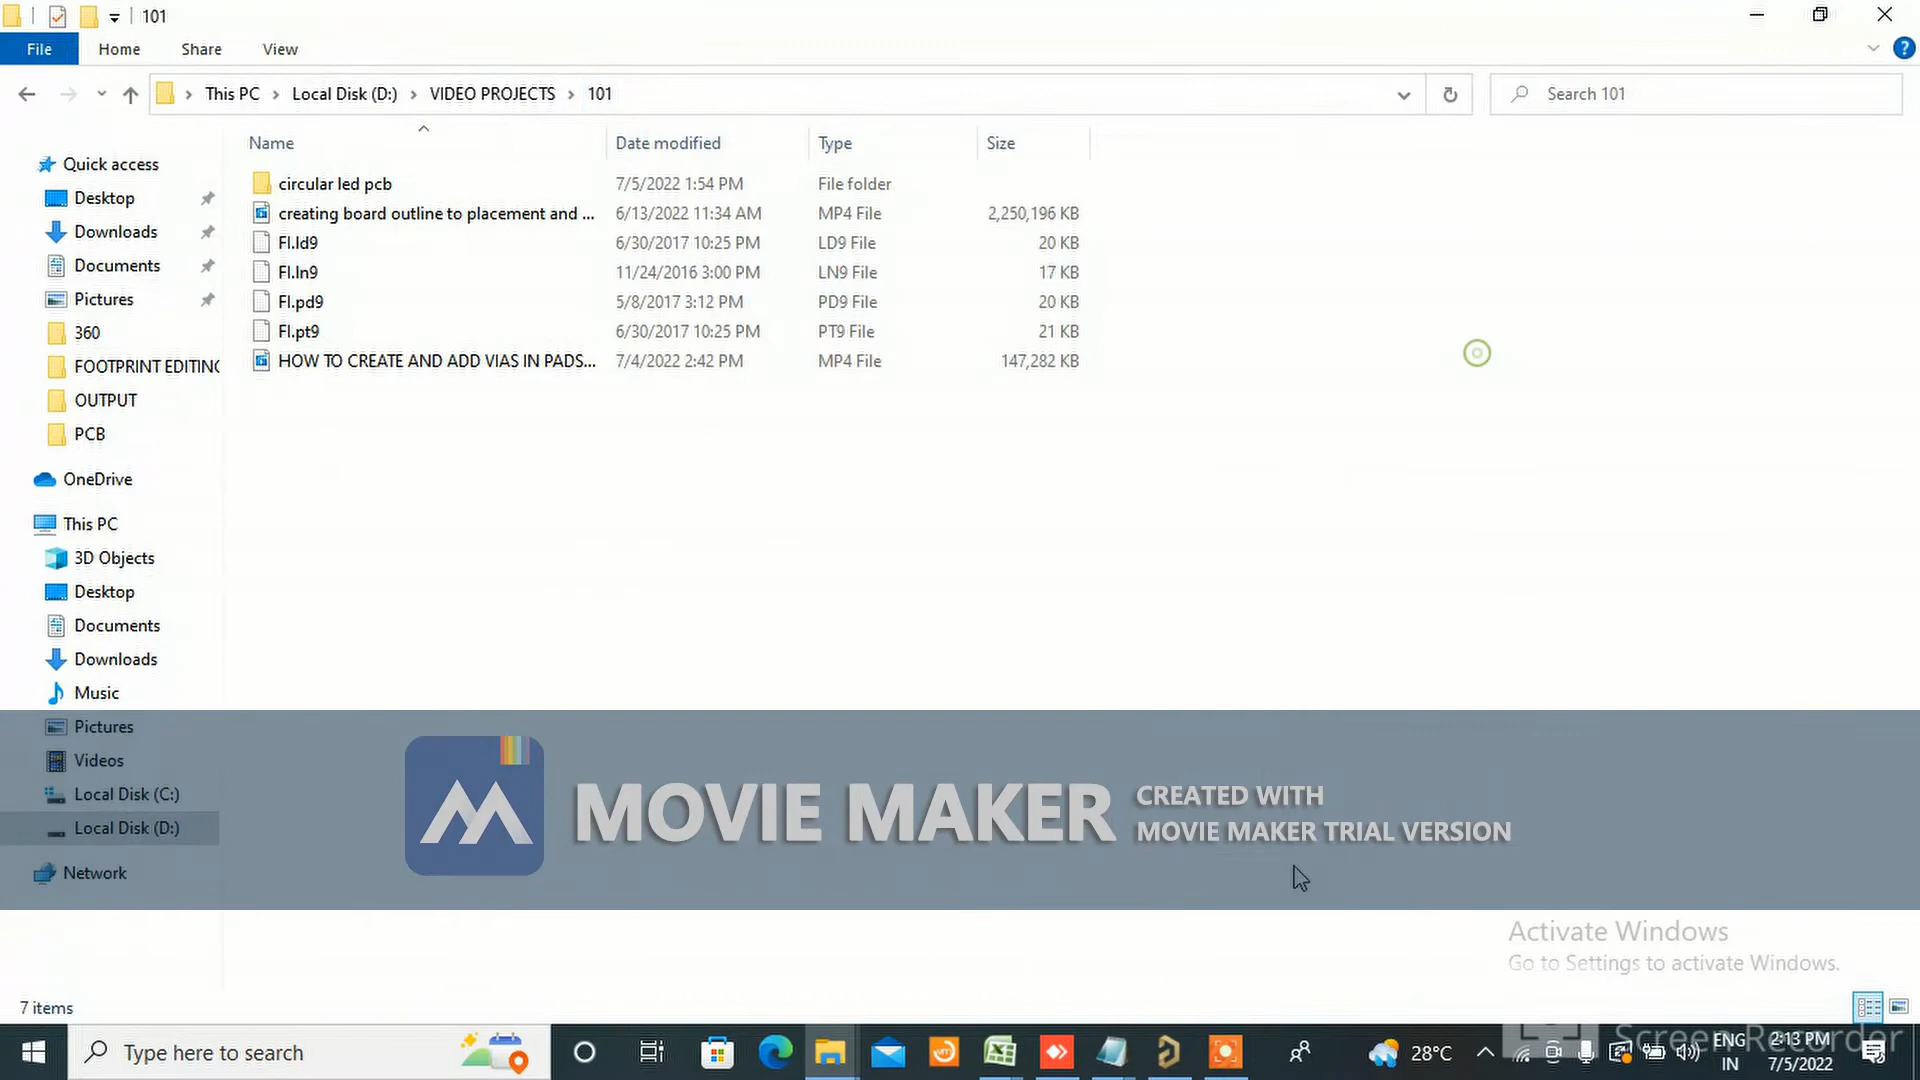 101
File Home Share View
This PC > Local Disk (D:) > VIDEO PROJECTS > 101
Search 101
Name Date modified Type Size
circular led pcb 7/5/2022 1:54 PM File folder
creating board outline to placement and ... 6/13/2022 11:34 AM MP4 File 2,250,196 KB
Fl.ld9 6/30/2017 10:25 PM LD9 File 20 KB
Fl.ln9 11/24/2016 3:00 PM LN9 File 17 KB
Fl.pd9 5/8/2017 3:12 PM PD9 File 20 KB
Fl.pt9 6/30/2017 10:25 PM PT9 File 21 KB
HOW TO CREATE AND ADD VIAS IN PADS... 7/4/2022 2:42 PM MP4 File 147,282 KB
Quick access
Desktop
Downloads
Documents
Pictures
360
FOOTPRINT EDITING
OUTPUT
PCB
OneDrive
This PC
3D Objects
Desktop
Documents
Downloads
Music
Pictures
Videos
Local Disk (C:)
Local Disk (D:)
Network
MOVIE MAKER
CREATED WITH
MOVIE MAKER TRIAL VERSION
Activate Windows
Go to Settings to activate Windows.
7 items
Screen Recorder
Type here to search
28°C
ENG
IN
2:13 PM
7/5/2022